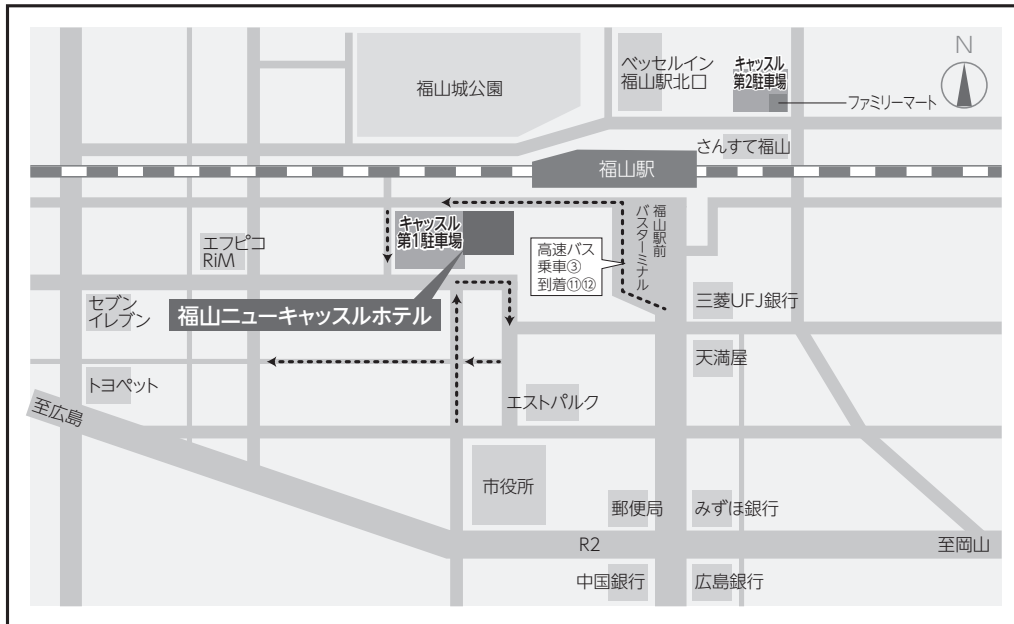 N
福山城公園
ベッセルイン
福山駅北口
キャッスル
第2駐車場
ファミリーマート
さんすて福山
福山駅
キャッスル
第1駐車場
福山駅前
バスターミナル
高速バス
乗車③
到着⑪⑫
エフピコ
RiM
セブン
イレブン
福山ニューキャッスルホテル
三菱UFJ銀行
天満屋
トヨペット
エストパルク
至広島
市役所
郵便局
みずほ銀行
R2
至岡山
中国銀行
広島銀行